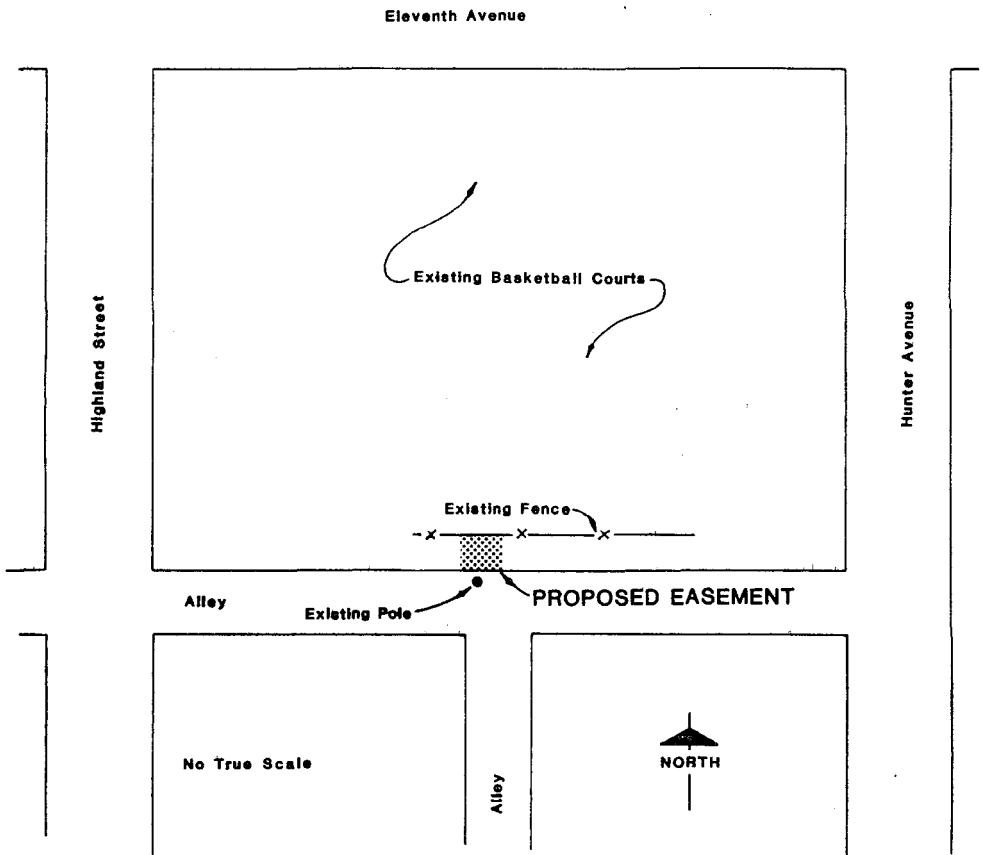 Eleventh Avenue
Existing Basketball Courts
Highland Street
Hunter Avenue
Existing Fence
Alley
Existing Pole
PROPOSED EASEMENT
No True Scale
NORTH
Alley